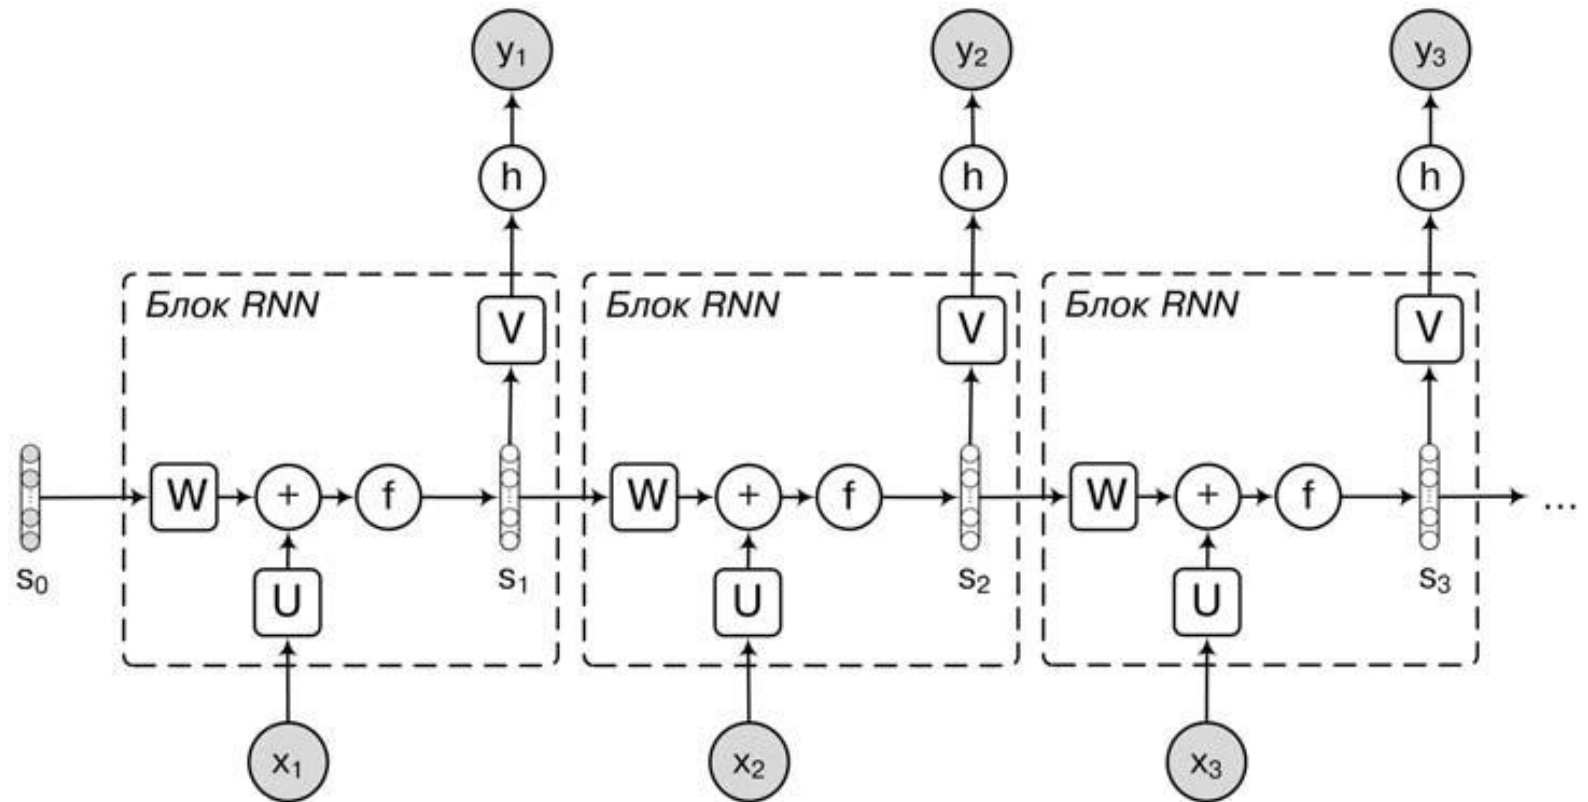 y₁ y₂ y₃
h h h
Блок RNN Блок RNN Блок RNN
V V V
W + f W + f W + f ...
s₀ s₁ s₂ s₃
U U U
x₁ x₂ x₃